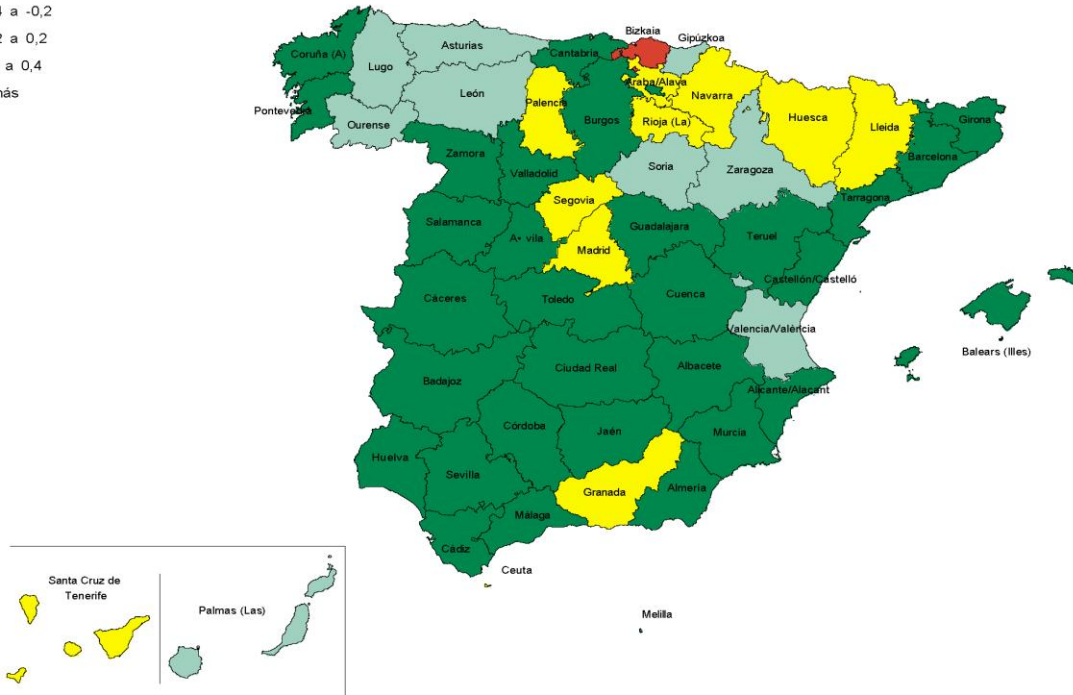 a -0,2
a 0,2
a 0,4
Bizkaia
Gipúzkoa
Asturias
Cantabria
Coruña (A)
Lugo
Araba/Alava
León
Navarra
Palencia
Pontevedra
Ourense
Burgos
Rioja (La)
Huesca
Lleida
Girona
Zamora
Barcelona
Valladolid
Soria
Zaragoza
Tarragona
Segovia
Salamanca
Guadalajara
Teruel
A vila
Madrid
Castellón/Castelló
Cáceres
Toledo
Cuenca
Valencia/València
Balears (Illes)
Ciudad Real
Albacete
Badajoz
Alicante/Alacant
Córdoba
Jaén
Murcia
Huelva
Sevilla
Granada
Almería
Málaga
Cádiz
Ceuta
Melilla
Santa Cruz de
Tenerife
Palmas (Las)